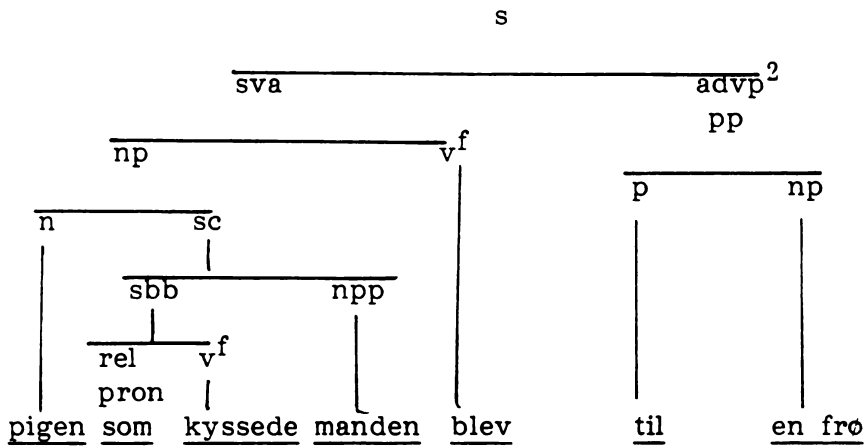 s
sva advp²
pp
np vᶠ
p np
n sc
sbb npp
rel vᶠ
pron
pigen som kyssede manden blev til en frø